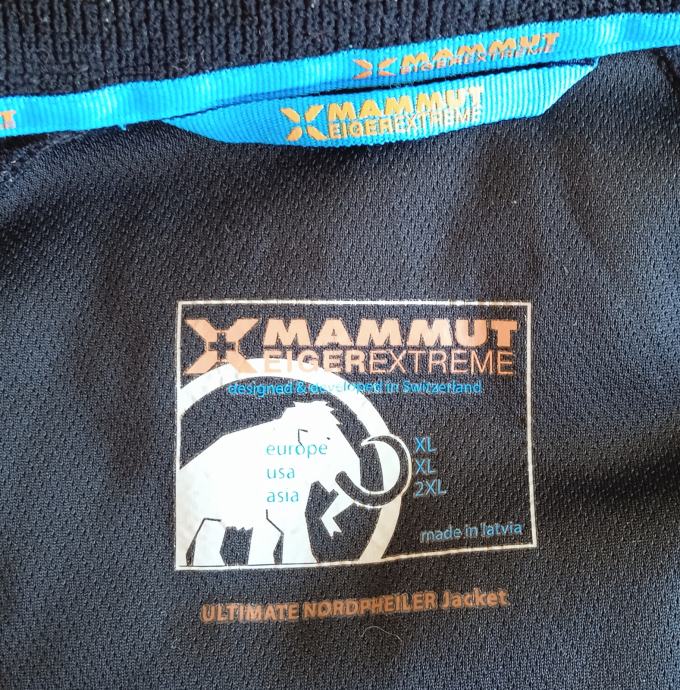 MAMMUT
EIGEREXTREME
MAMMUT
EIGEREXTREME
MAMMUT
EIGEREXTREME
designed & developed in Switzerland
europe XL
usa XL
asia 2XL
made in latvia
ULTIMATE NORDPHEILER Jacket